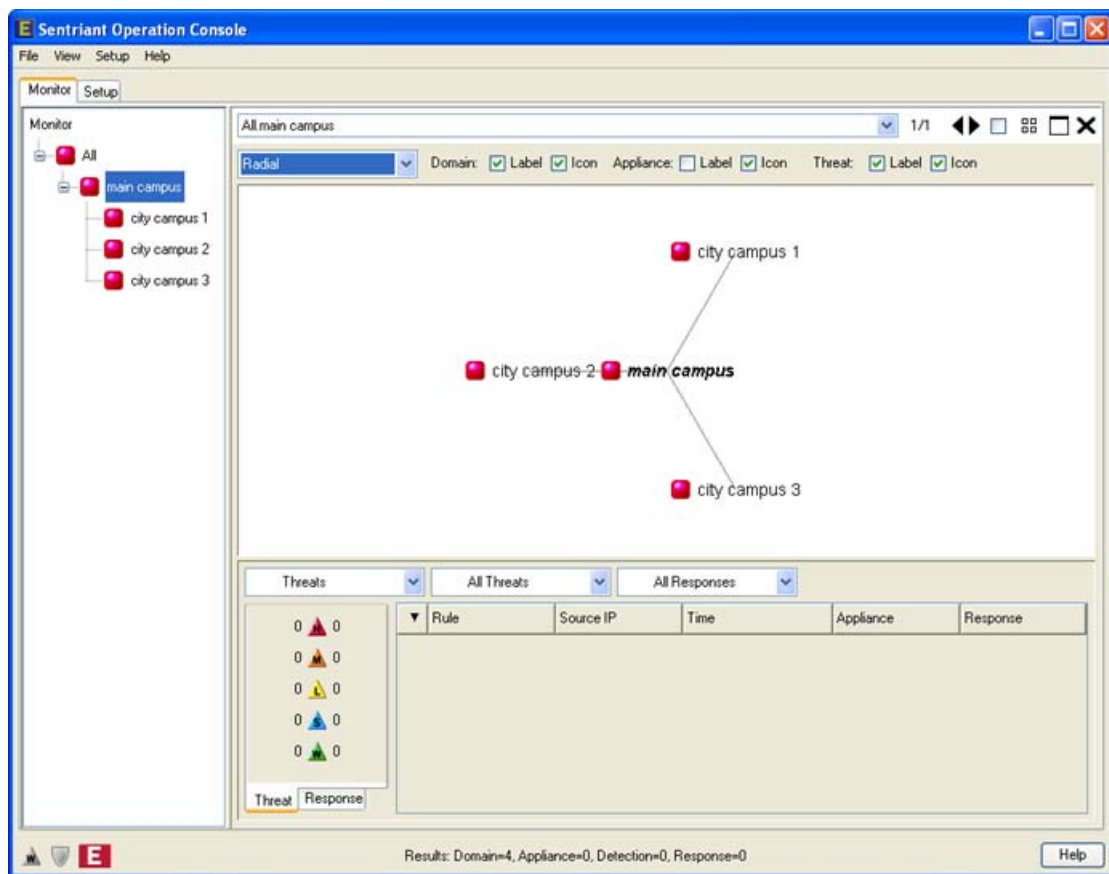 E Sentriant Operation Console
File View Setup Help
Monitor Setup
Monitor
All
main campus
city campus 1
city campus 2
city campus 3
All main campus 1/1
Radial Domain: Label Icon Appliance: Label Icon Threat: Label Icon
city campus 1
city campus 2 main campus
city campus 3
Threats All Threats All Responses
0 H 0
0 M 0
0 L 0
0 S 0
0 W 0
Threat Response
Rule Source IP Time Appliance Response
W E
Results: Domain=4, Appliance=0, Detection=0, Response=0
Help